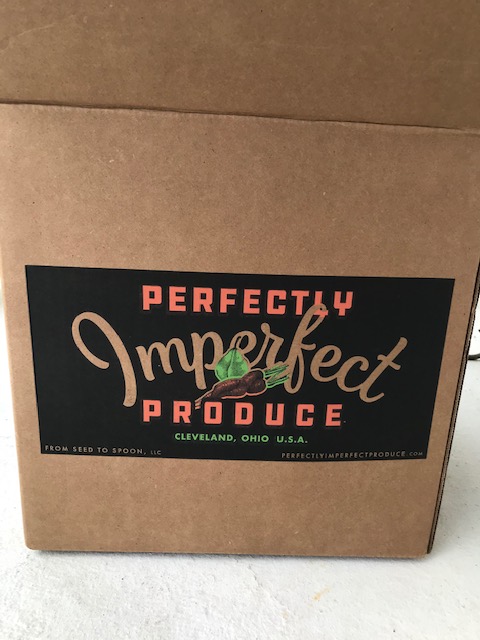 PERFECTLY
Imperfect
PRODUCE
CLEVELAND, OHIO U.S.A.
FROM SEED TO SPOON, LLC
PERFECTLYIMPERFECTPRODUCE.COM